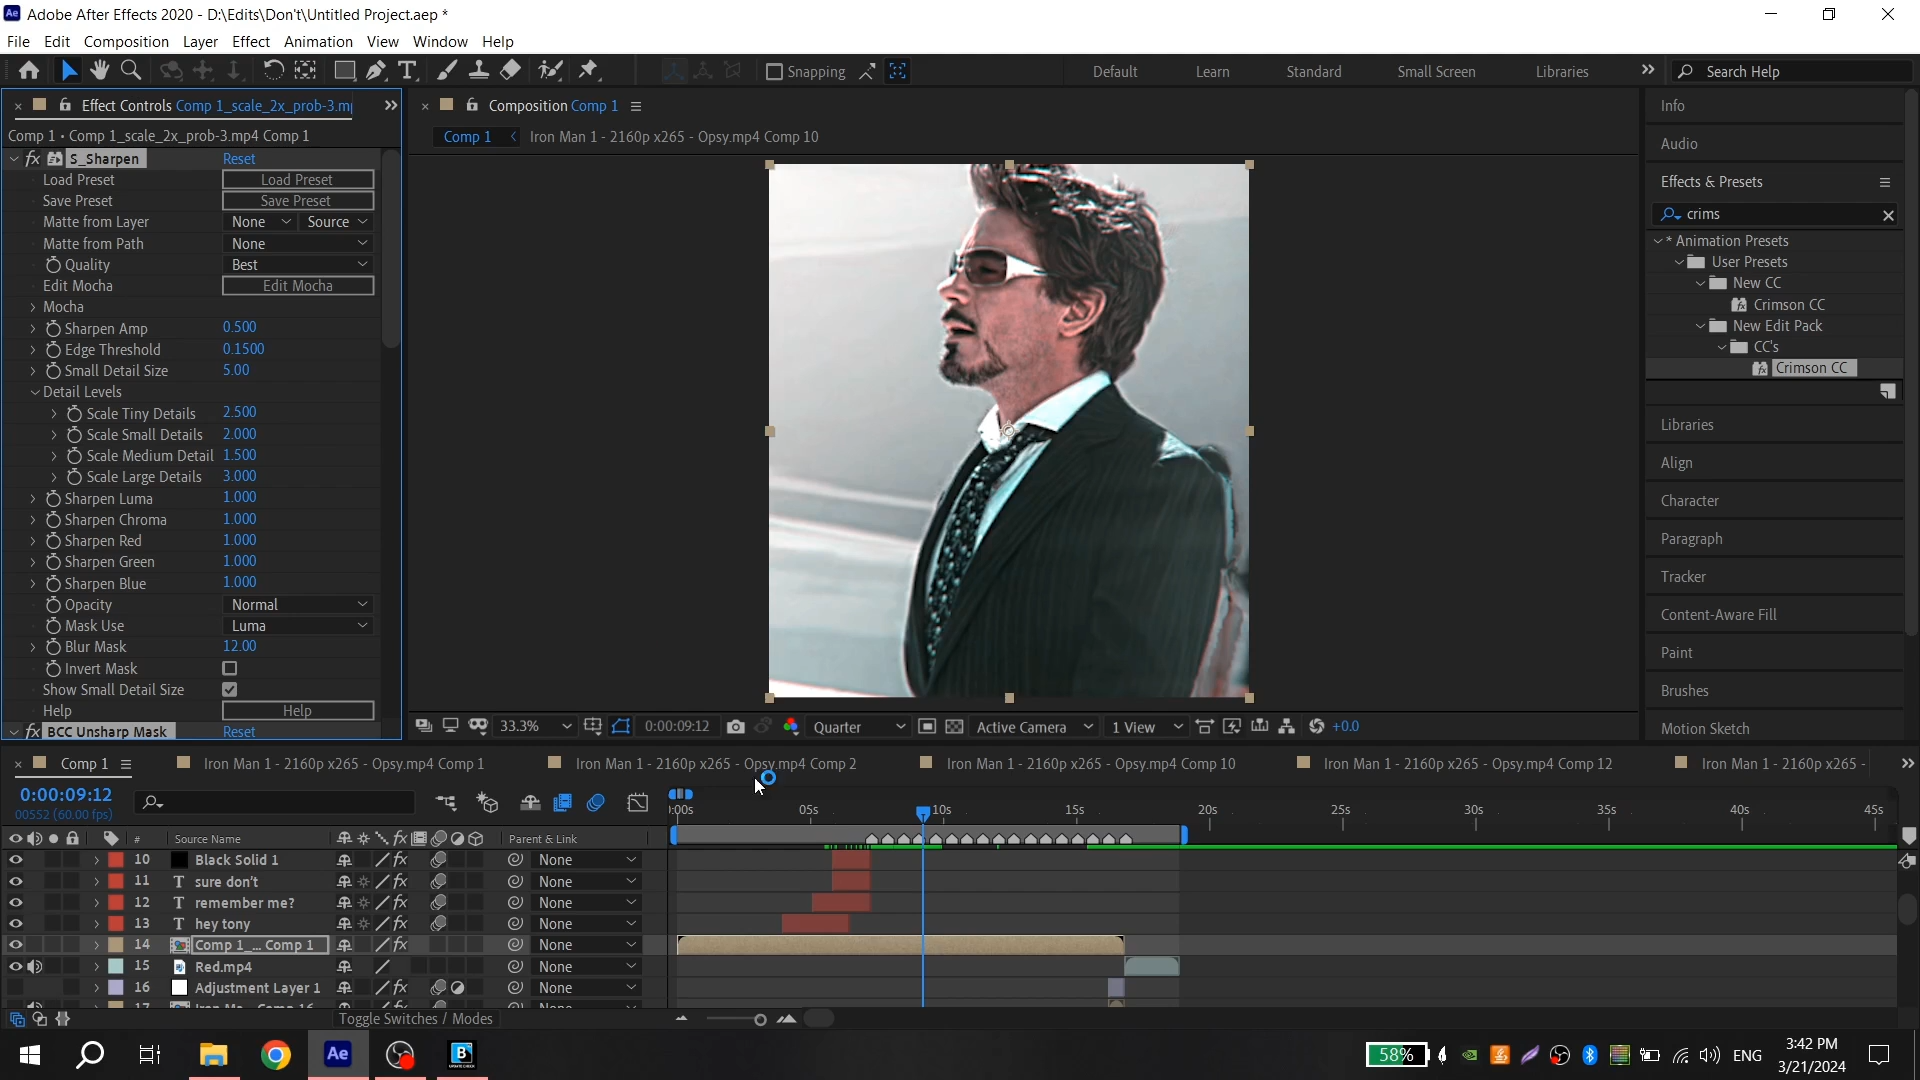 Adobe After Effects 2020 - D:\Edits\Don't\Untitled Project.aep *
File Edit Composition Layer Effect Animation View Window Help
Snapping Default Learn Standard Small Screen Libraries Search Help
Effect Controls Comp 1_scale_2x_prob-3.mp
Comp 1 • Comp 1_scale_2x_prob-3.mp4 Comp 1
fx S_Sharpen Reset
Load Preset Load Preset
Save Preset Save Preset
Matte from Layer None Source
Matte from Path None
Quality Best
Edit Mocha Edit Mocha
Mocha
Sharpen Amp 0.500
Edge Threshold 0.1500
Small Detail Size 5.00
Detail Levels
Scale Tiny Details 2.500
Scale Small Details 2.000
Scale Medium Detail 1.500
Scale Large Details 3.000
Sharpen Luma 1.000
Sharpen Chroma 1.000
Sharpen Red 1.000
Sharpen Green 1.000
Sharpen Blue 1.000
Opacity Normal
Mask Use Luma
Blur Mask 12.00
Invert Mask
Show Small Detail Size
Help Help
fx BCC Unsharp Mask Reset
Composition Comp 1
Comp 1 Iron Man 1 - 2160p x265 - Opsy.mp4 Comp 10
33.3% 0:00:09:12 Quarter Active Camera 1 View +0.0
Info
Audio
Effects & Presets
crims
* Animation Presets
User Presets
New CC
Crimson CC
New Edit Pack
CC's
Crimson CC
Libraries
Align
Character
Paragraph
Tracker
Content-Aware Fill
Paint
Brushes
Motion Sketch
Comp 1 Iron Man 1 - 2160p x265 - Opsy.mp4 Comp 1 Iron Man 1 - 2160p x265 - Opsy.mp4 Comp 2 Iron Man 1 - 2160p x265 - Opsy.mp4 Comp 10 Iron Man 1 - 2160p x265 - Opsy.mp4 Comp 12 Iron Man 1 - 2160p x265 -
0:00:09:12
00552 (60.00 fps)
:00s 05s 10s 15s 20s 25s 30s 35s 40s 45s
# Source Name Parent & Link
10 Black Solid 1 None
11 T sure don't None
12 T remember me? None
13 T hey tony None
14 Comp 1_... Comp 1 None
15 Red.mp4 None
16 Adjustment Layer 1 None
Toggle Switches / Modes
58% ENG 3:42 PM
3/21/2024